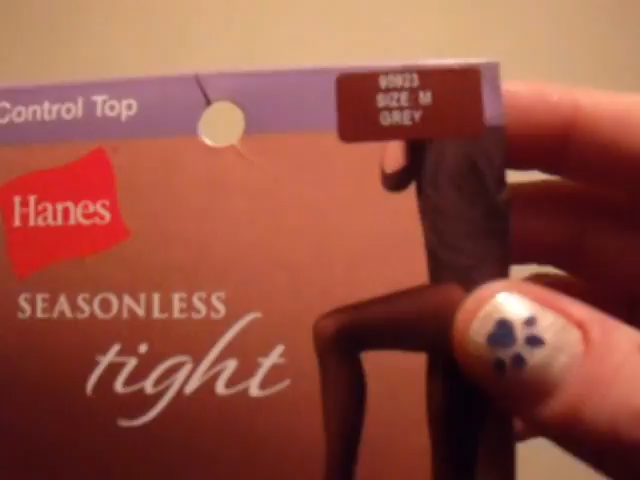 Control Top
SIZE: M
GREY
Hanes
SEASONLESS
tight